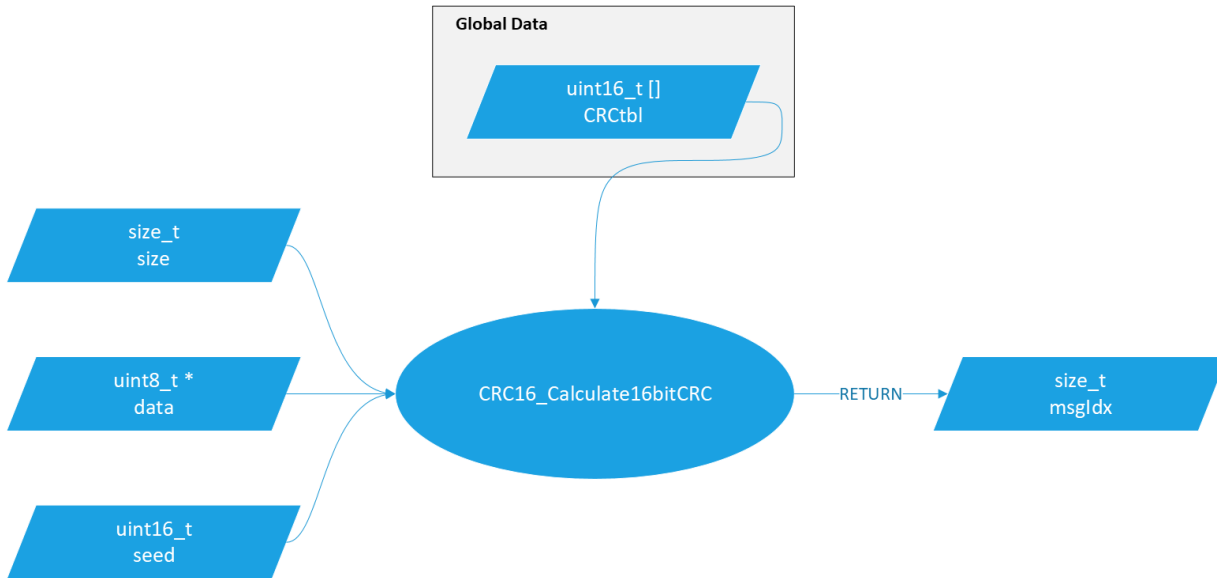 Global Data
uint16_t []
CRCtbl
size_t
size
uint8_t *
data
uint16_t
seed
CRC16_Calculate16bitCRC
RETURN
size_t
msgIdx